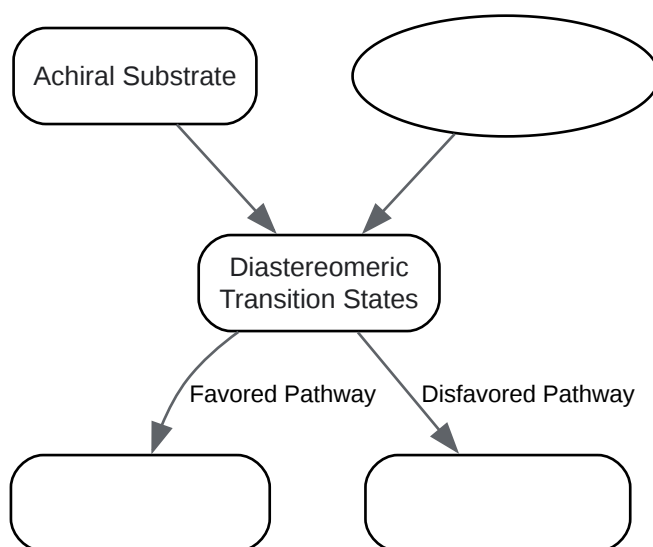 Achiral Substrate
Diastereomeric
Transition States
Favored Pathway
Disfavored Pathway